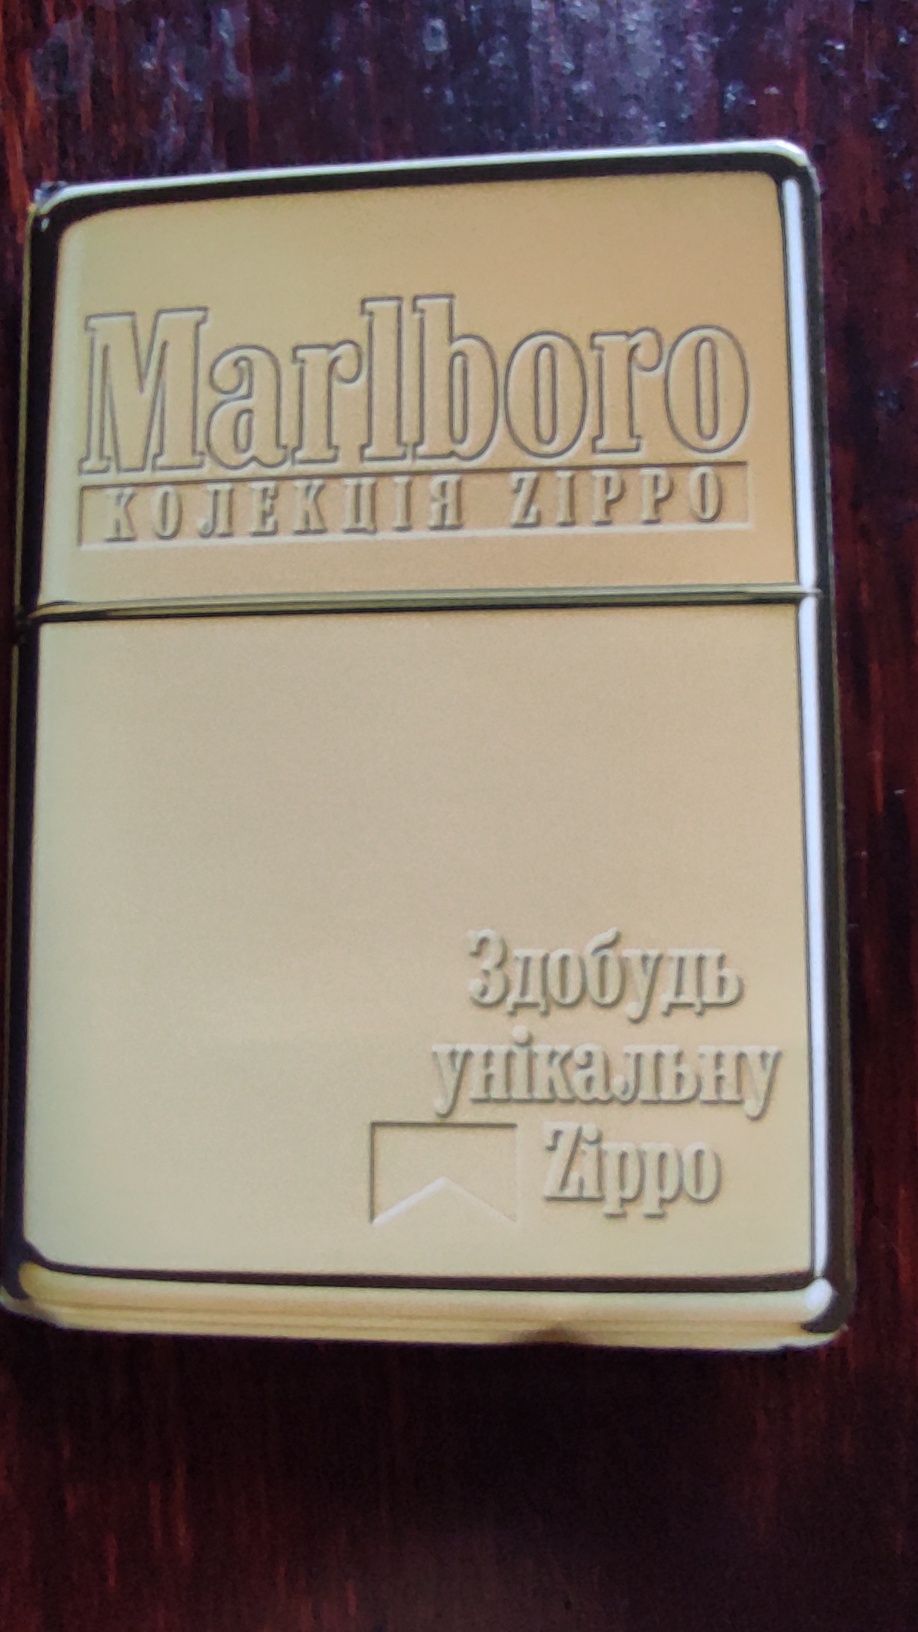 Marlboro
КОЛЕКЦІЯ ZIPPO
Здобудь
унікальну
Zippo